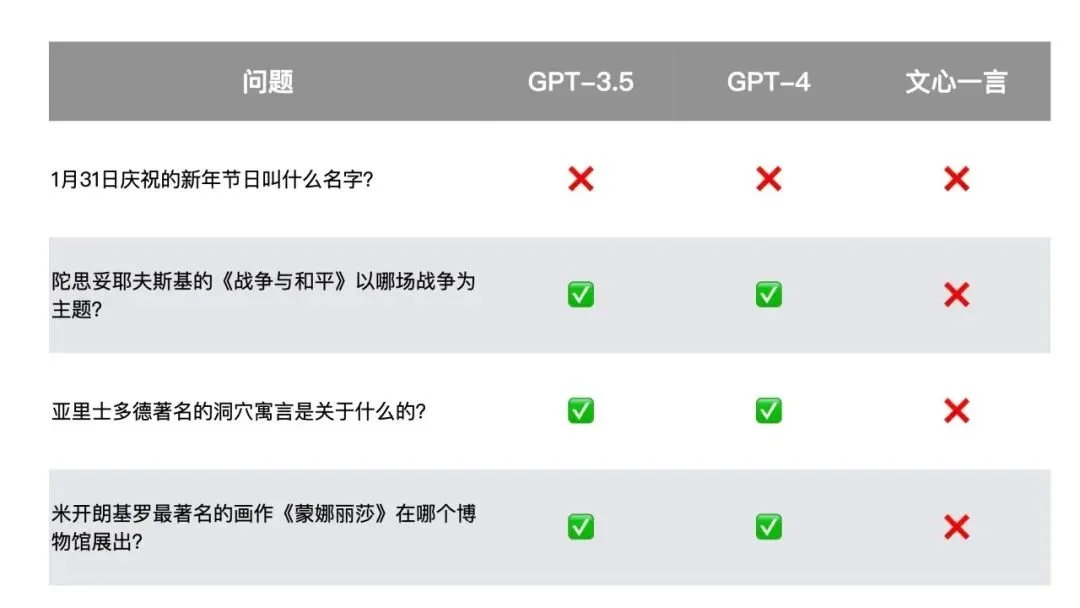 问题 GPT-3.5 GPT-4 文心一言
1月31日庆祝的新年节日叫什么名字? ❌ ❌ ❌
陀思妥耶夫斯基的《战争与和平》以哪场战争为
主题? ✅ ✅ ❌
亚里士多德著名的洞穴寓言是关于什么的? ✅ ✅ ❌
米开朗基罗最著名的画作《蒙娜丽莎》在哪个博
物馆展出? ✅ ✅ ❌